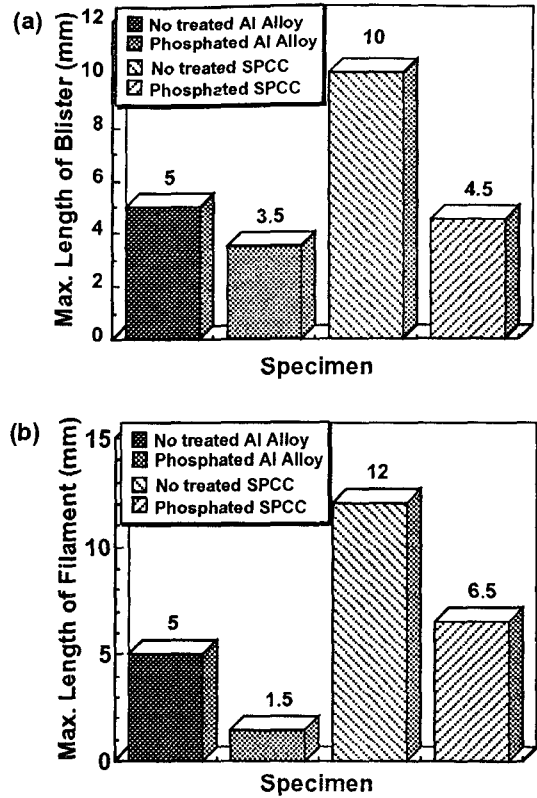 (a)
Max. Length of Blister (mm)
12
10
8
6
4
2
0
No treated Al Alloy
Phosphated Al Alloy
No treated SPCC
Phosphated SPCC
5
3.5
10
4.5
Specimen
(b)
Max. Length of Filament (mm)
15
10
5
0
No treated Al Alloy
Phosphated Al Alloy
No treated SPCC
Phosphated SPCC
5
1.5
12
6.5
Specimen